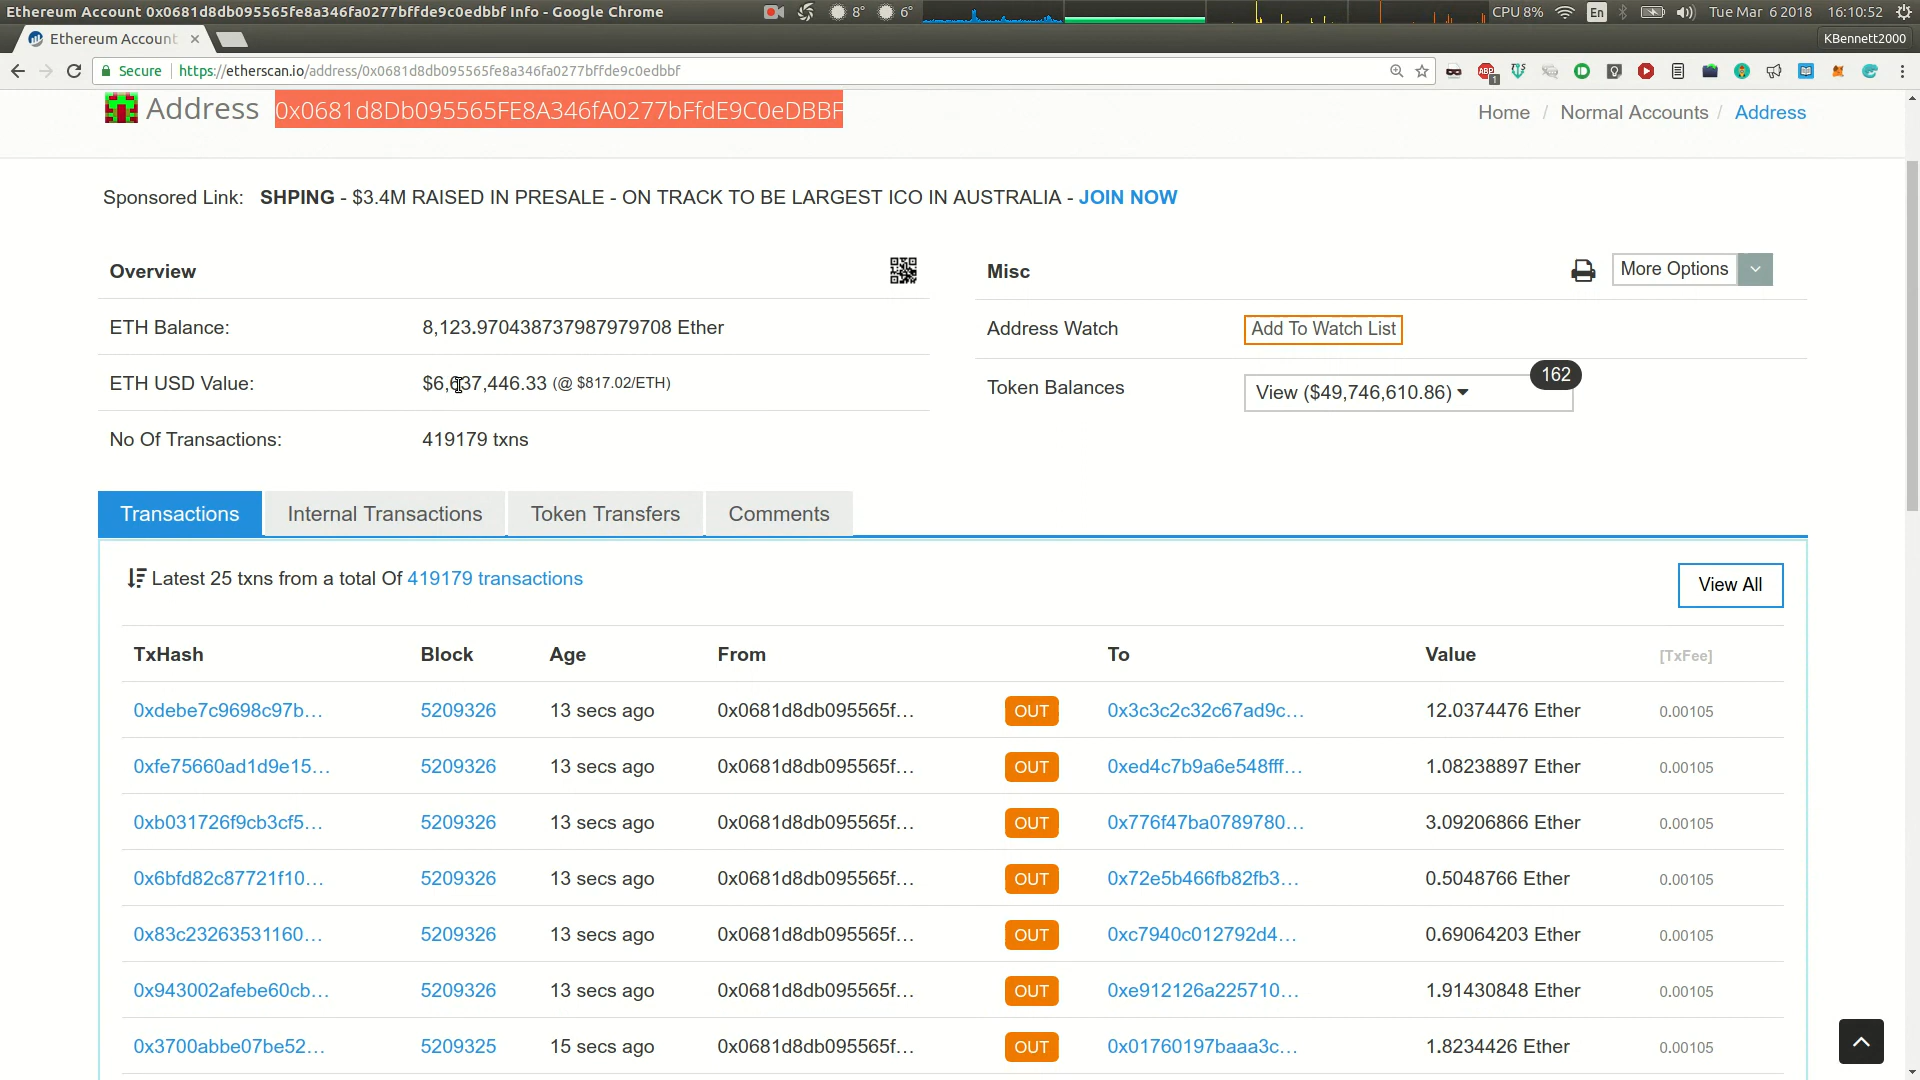 Ethereum Account 0x0681d8db095565fe8a346fa0277bffde9c0edbbf Info - Google Chrome 8° 6° CPU 8% En Tue Mar 6 2018 16:10:52
Ethereum Account × KBennett2000
Secure https://etherscan.io/address/0x0681d8db095565fe8a346fa0277bffde9c0edbbf ABP 1
Address 0x0681d8Db095565FE8A346fA0277bFfdE9C0eDBBF Home / Normal Accounts / Address
Sponsored Link: SHPING - $3.4M RAISED IN PRESALE - ON TRACK TO BE LARGEST ICO IN AUSTRALIA - JOIN NOW
Overview Misc More Options
ETH Balance: 8,123.970438737987979708 Ether Address Watch Add To Watch List
ETH USD Value: $6,637,446.33 (@ $817.02/ETH) Token Balances View ($49,746,610.86) 162
No Of Transactions: 419179 txns
Transactions Internal Transactions Token Transfers Comments
Latest 25 txns from a total Of 419179 transactions View All
TxHash Block Age From To Value [TxFee]
0xdebe7c9698c97b... 5209326 13 secs ago 0x0681d8db095565f... OUT 0x3c3c2c32c67ad9c... 12.0374476 Ether 0.00105
0xfe75660ad1d9e15... 5209326 13 secs ago 0x0681d8db095565f... OUT 0xed4c7b9a6e548fff... 1.08238897 Ether 0.00105
0xb031726f9cb3cf5... 5209326 13 secs ago 0x0681d8db095565f... OUT 0x776f47ba0789780... 3.09206866 Ether 0.00105
0x6bfd82c87721f10... 5209326 13 secs ago 0x0681d8db095565f... OUT 0x72e5b466fb82fb3... 0.5048766 Ether 0.00105
0x83c23263531160... 5209326 13 secs ago 0x0681d8db095565f... OUT 0xc7940c012792d4... 0.69064203 Ether 0.00105
0x943002afebe60cb... 5209326 13 secs ago 0x0681d8db095565f... OUT 0xe912126a225710... 1.91430848 Ether 0.00105
0x3700abbe07be52... 5209325 15 secs ago 0x0681d8db095565f... OUT 0x01760197baaa3c... 1.8234426 Ether 0.00105